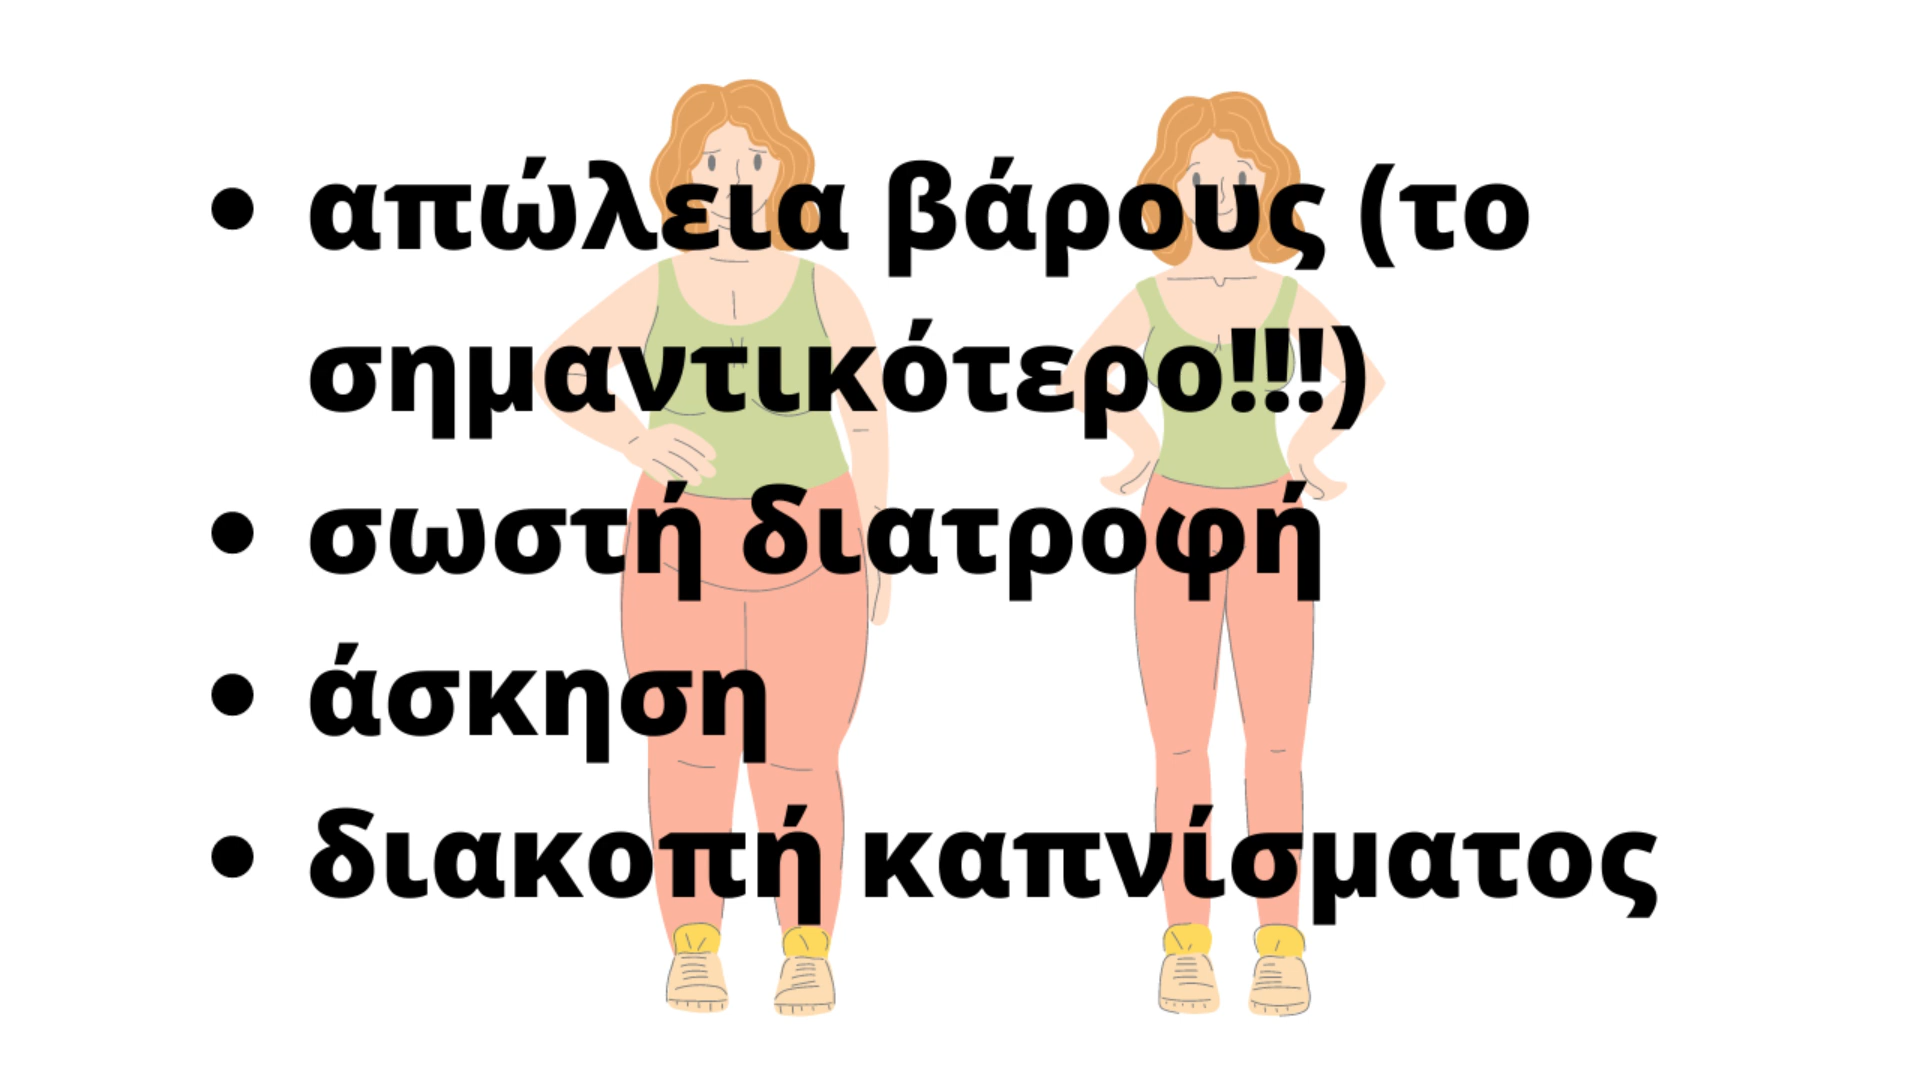 • απώλεια βάρους (το
σημαντικότερο!!!)
• σωστή διατροφή
• άσκηση
• διακοπή καπνίσματος